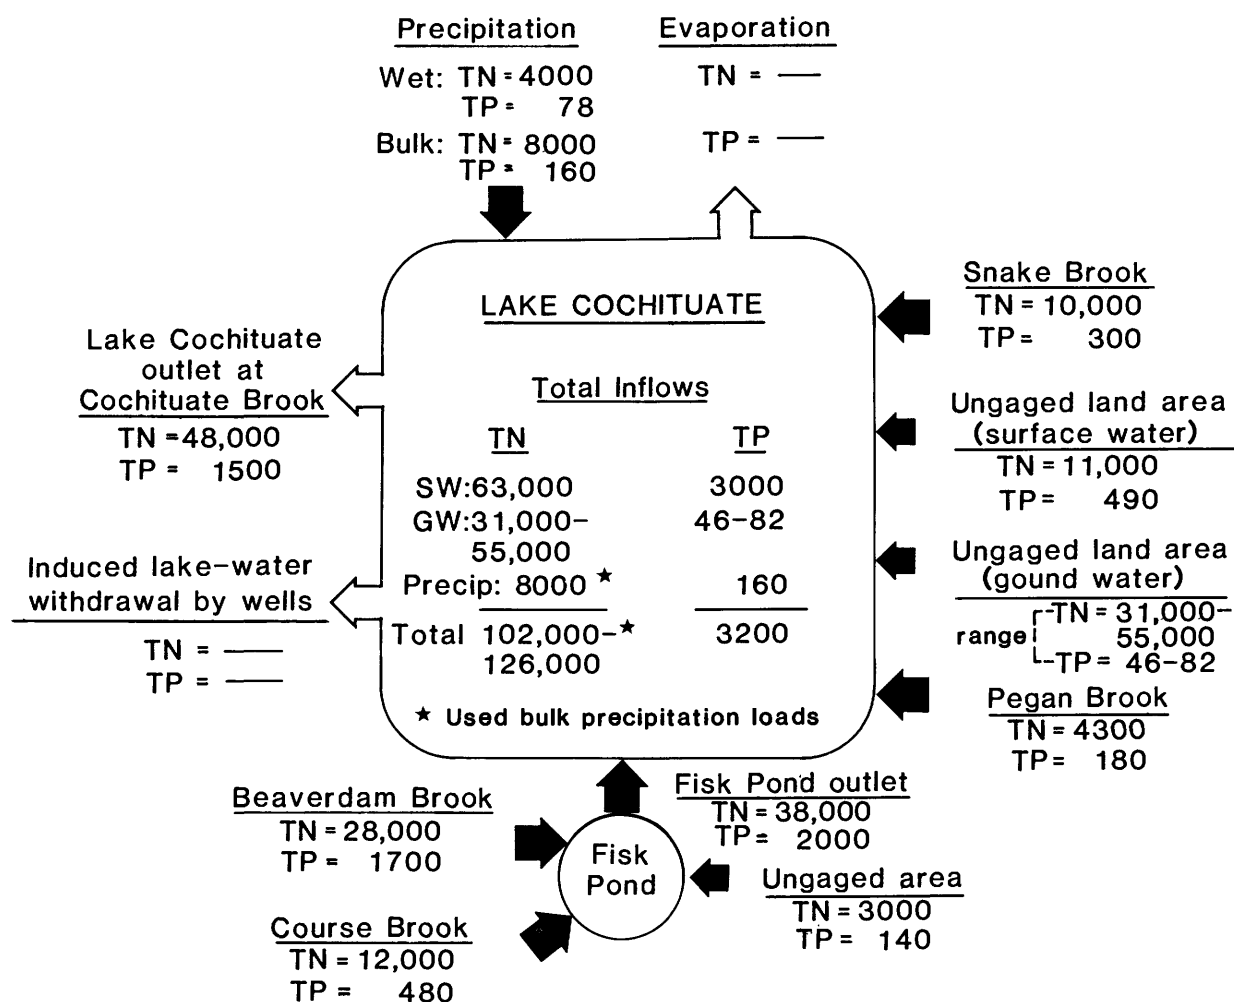 Precipitation
Wet: TN = 4000
TP = 78
Bulk: TN = 8000
TP = 160
Evaporation
TN = —
TP = —
LAKE COCHITUATE
Total Inflows
TN TP
SW:63,000 3000
GW:31,000– 46–82
55,000
Precip: 8000 ★ 160
Total 102,000–★ 3200
126,000
★ Used bulk precipitation loads
Lake Cochituate
outlet at
Cochituate Brook
TN =48,000
TP = 1500
Induced lake–water
withdrawal by wells
TN = —
TP = —
Snake Brook
TN = 10,000
TP = 300
Ungaged land area
(surface water)
TN = 11,000
TP = 490
Ungaged land area
(gound water)
TN = 31,000–
range 55,000
TP = 46–82
Pegan Brook
TN = 4300
TP = 180
Fisk Pond outlet
TN = 38,000
TP = 2000
Beaverdam Brook
TN = 28,000
TP = 1700
Fisk
Pond
Ungaged area
TN = 3000
TP = 140
Course Brook
TN = 12,000
TP = 480